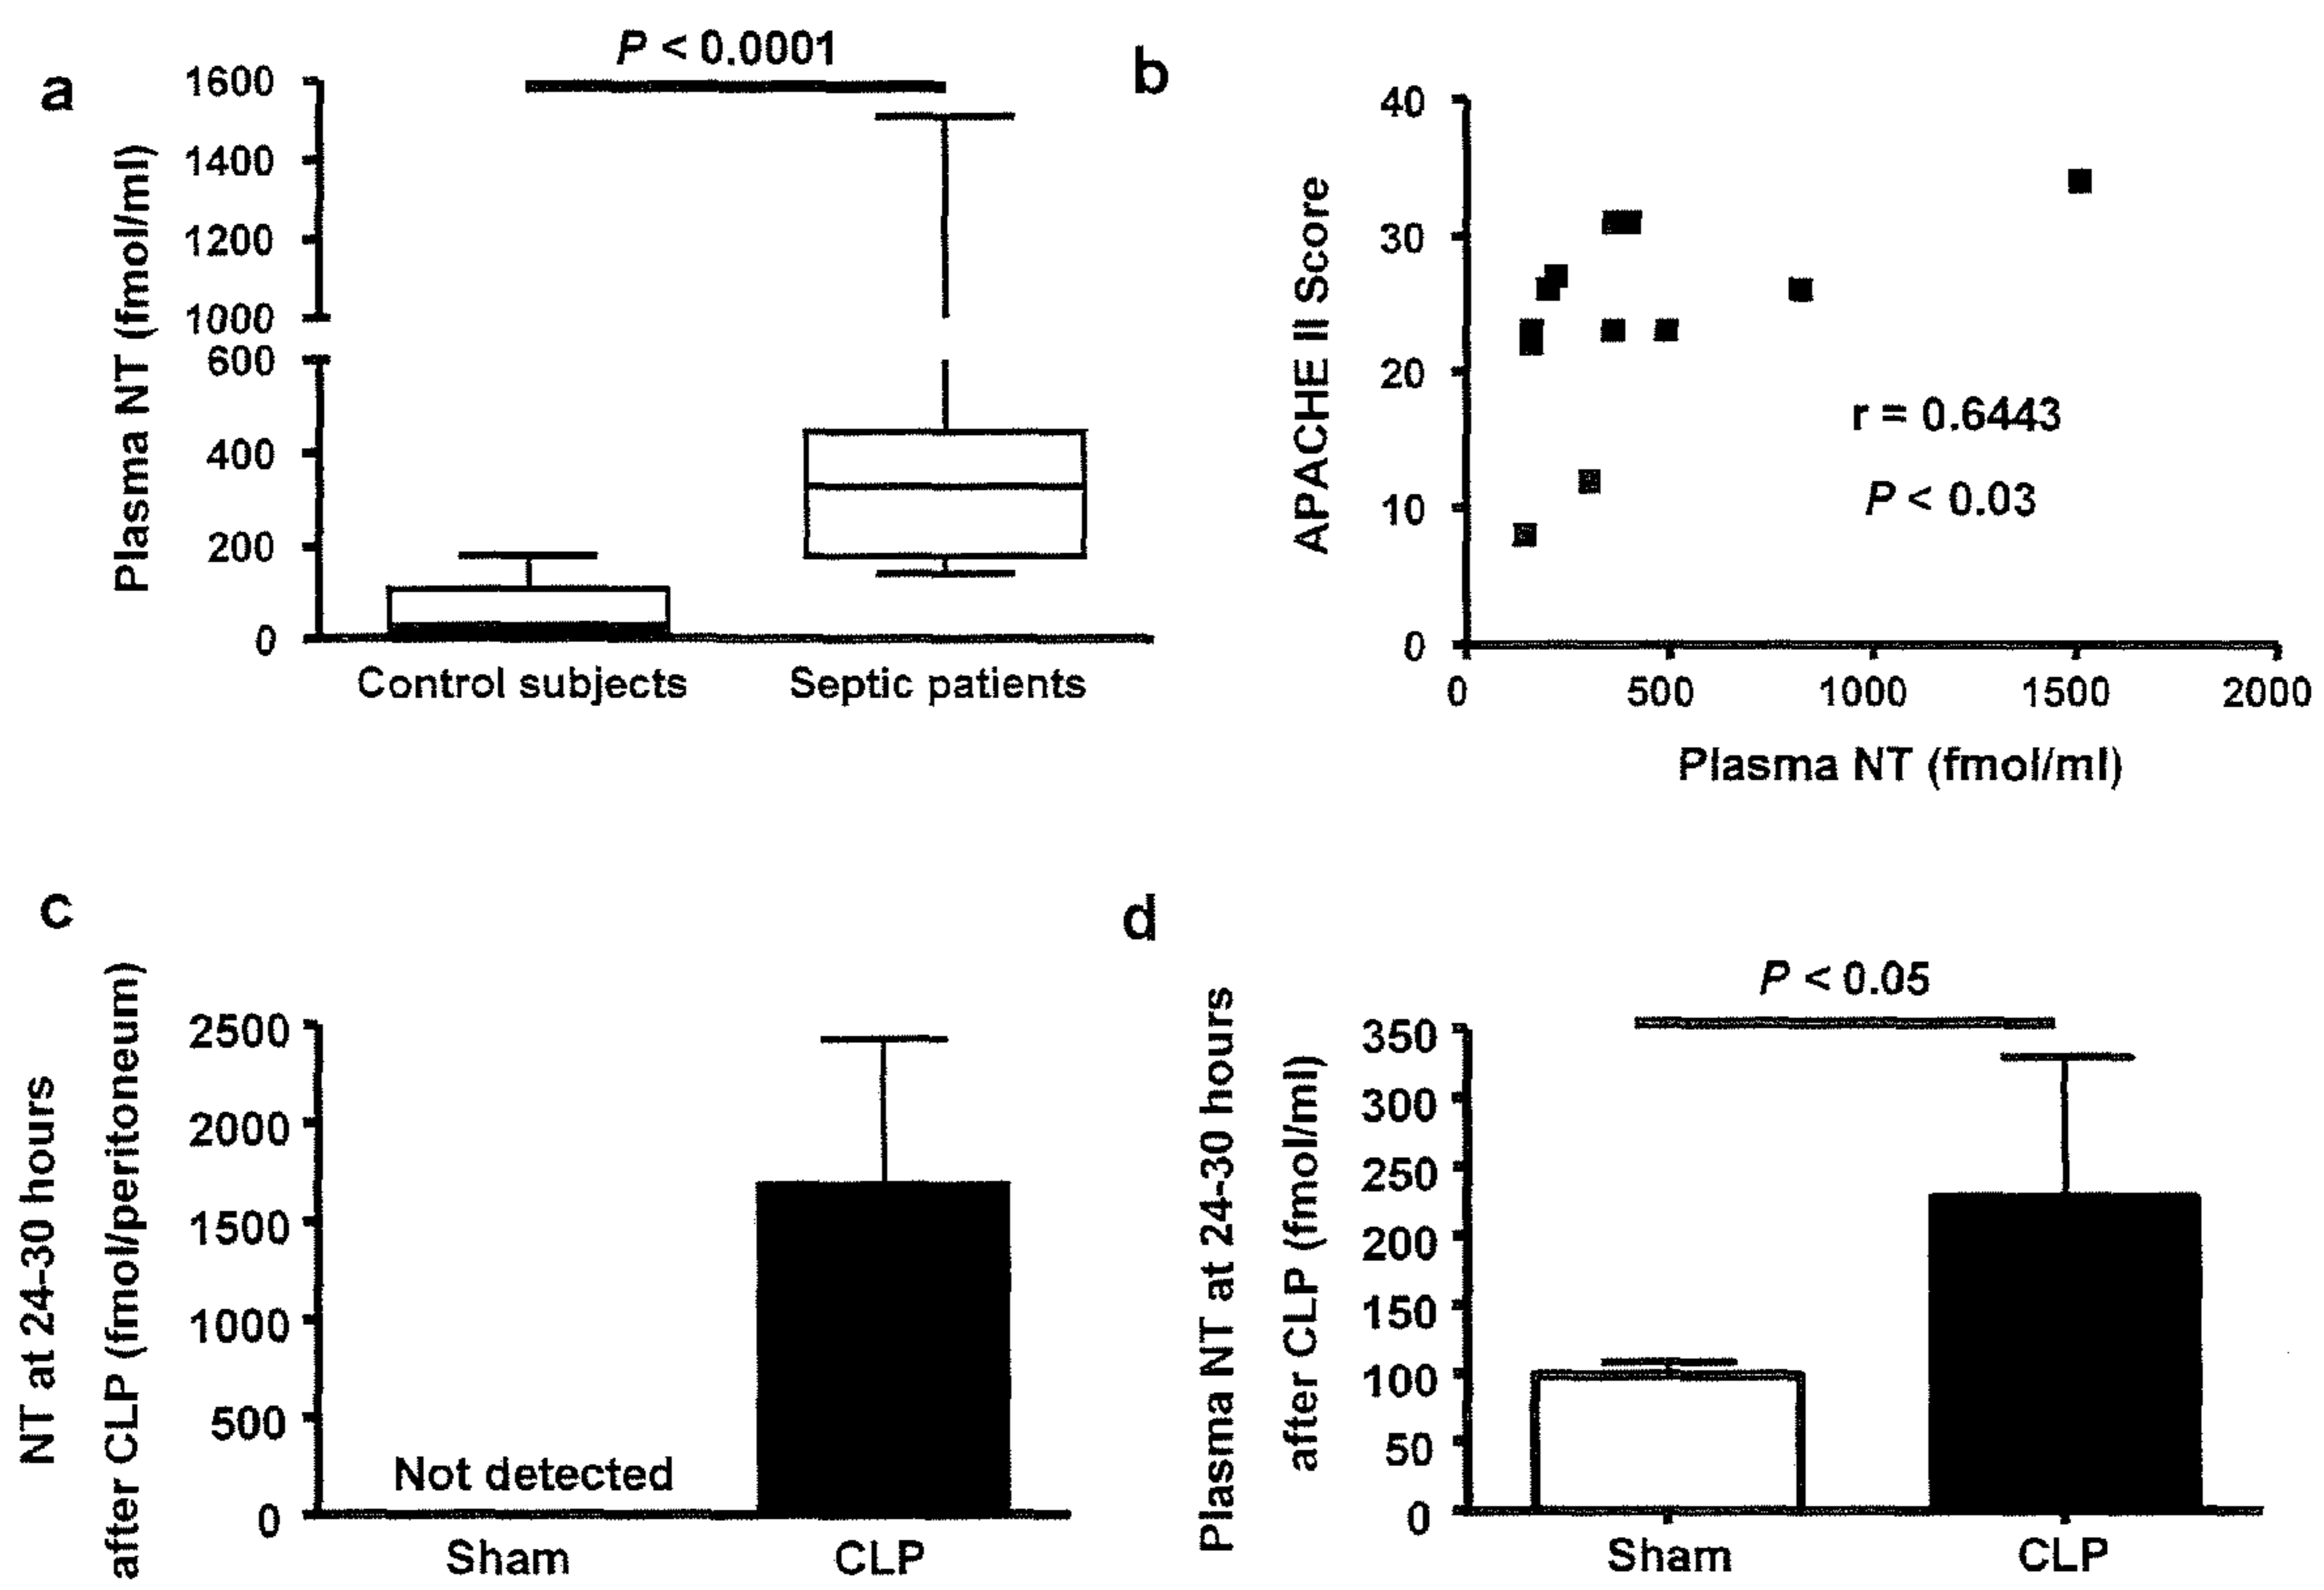 a
P < 0.0001
Plasma NT (fmol/ml)
1600
1400
1200
1000
600
400
200
0
Control subjects
Septic patients
b
APACHE II Score
40
30
20
10
0
r = 0.6443
P < 0.03
0
500
1000
1500
2000
Plasma NT (fmol/ml)
c
NT at 24-30 hours
after CLP (fmol/peritoneum)
2500
2000
1500
1000
500
0
Not detected
Sham
CLP
d
P < 0.05
Plasma NT at 24-30 hours
after CLP (fmol/ml)
350
300
250
200
150
100
50
0
Sham
CLP